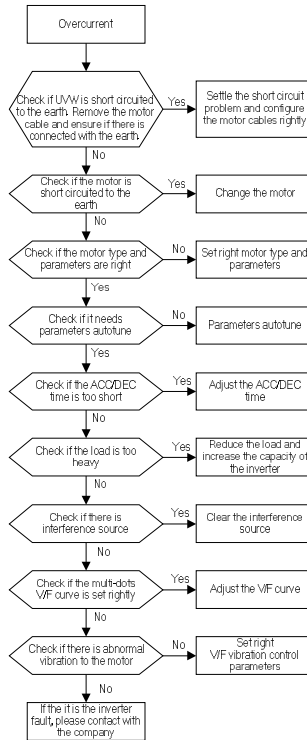 Overcurrent
Check if UVW is short circuited
to the earth. Remove the motor
cable and ensure if there is
connected with the earth.
Yes
Settle the short circuit
problem and configure
the motor cables rightly
No
Check if the motor is
short circuited to the
earth
Yes
Change the motor
No
Check if the motor type and
parameters are right
No
Set right motor type and
parameters
Yes
Check if it needs
parameters autotune
No
Parameters autotune
Yes
Check if the ACC/DEC
time is too short
Yes
Adjust the ACC/DEC
time
No
Check if the load is too
heavy
Yes
Reduce the load and
increase the capacity of
the inverter
No
Check if there is
interference source
Yes
Clear the interference
source
No
Check if the multi-dots
V/F curve is set rightly
Yes
Adjust the V/F curve
No
Check if there is abnormal
vibration to the motor
No
Set right
V/F vibration control
parameters
No
If the it is the inverter
fault, please contact with
the company